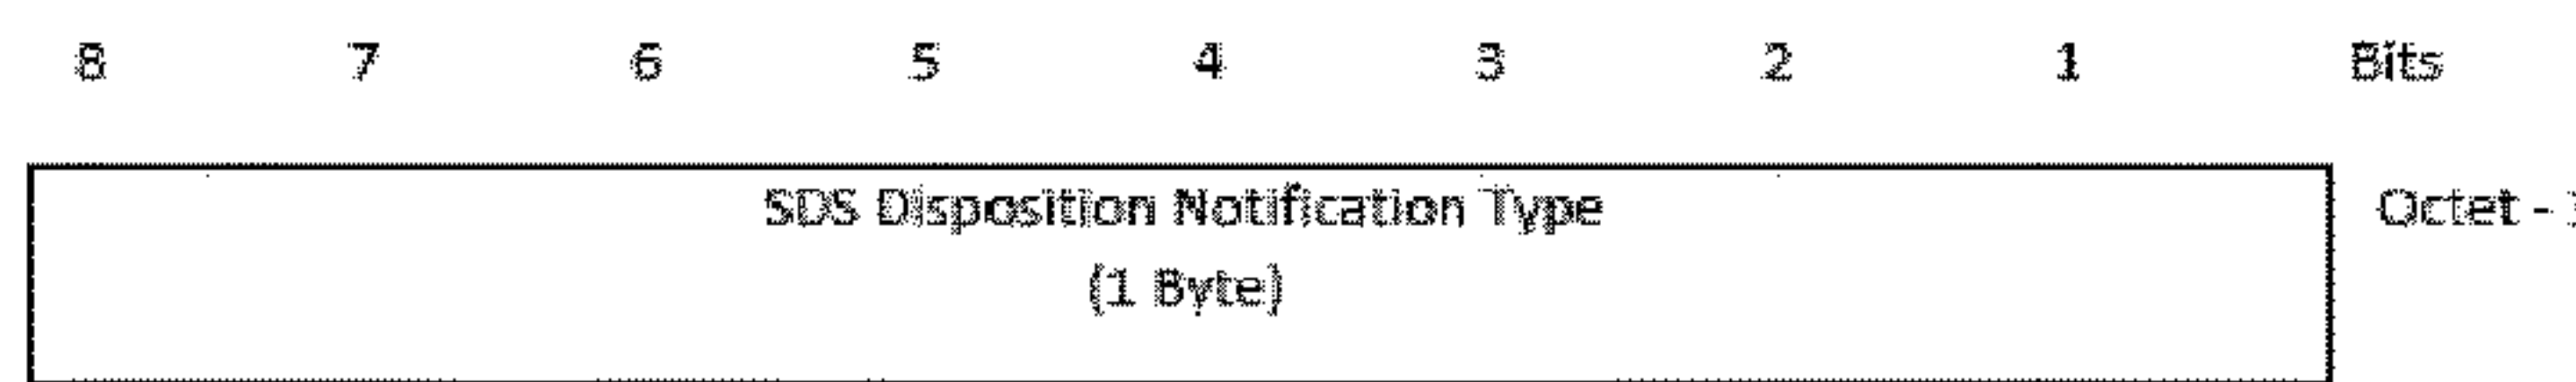 8 7 6 5 4 3 2 1 Bits
SDS Disposition Notification Type Octet -
(1 Byte)